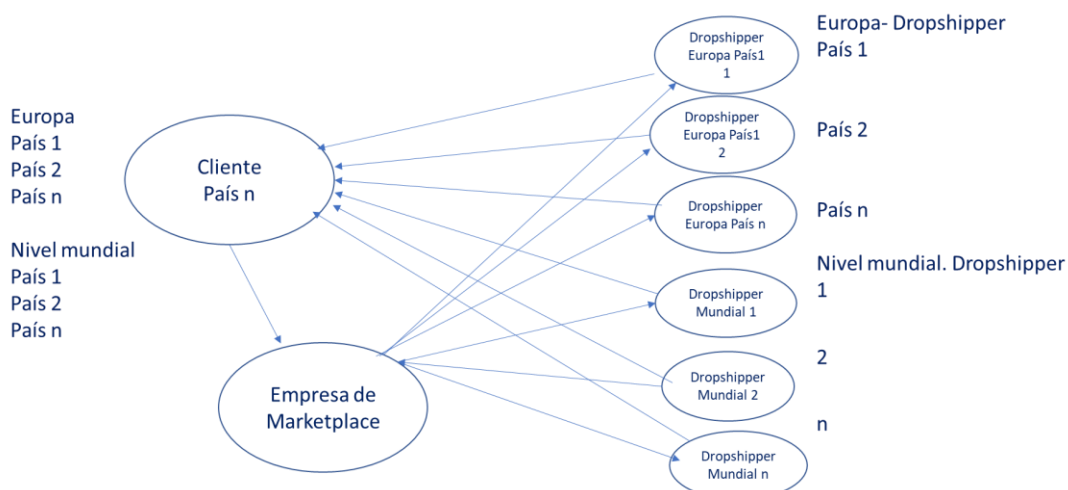 Europa
País 1
País 2
País n
Nivel mundial
País 1
País 2
País n
Cliente
País n
Empresa de
Marketplace
Dropshipper
Europa País1
1
Dropshipper
Europa País1
2
Dropshipper
Europa País n
Dropshipper
Mundial 1
Dropshipper
Mundial 2
Dropshipper
Mundial n
Europa- Dropshipper
País 1
País 2
País n
Nivel mundial. Dropshipper
1
2
n